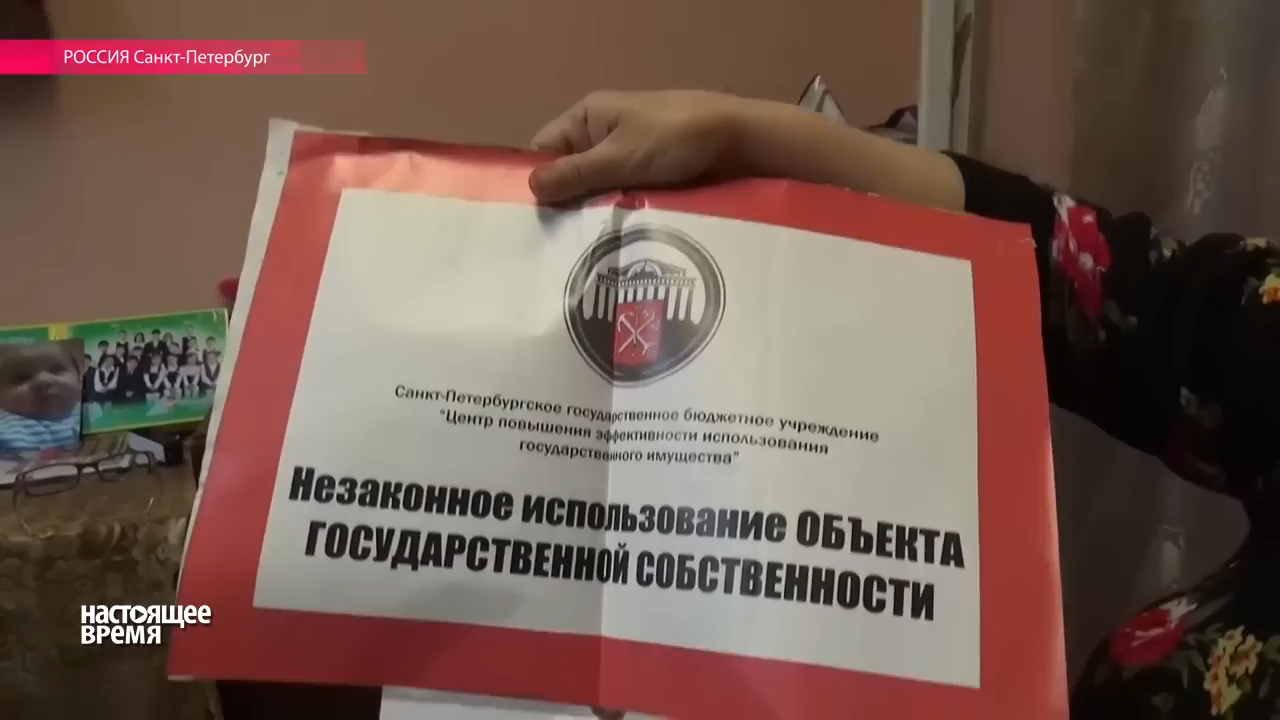 РОССИЯ Санкт-Петербург
Санкт-Петербургское государственное бюджетное учреждение
"Центр повышения эффективности использования
государственного имущества"
Незаконное использование ОБЪЕКТА
ГОСУДАРСТВЕННОЙ СОБСТВЕННОСТИ
НАСТОЯЩЕЕ
ВРЕМЯ